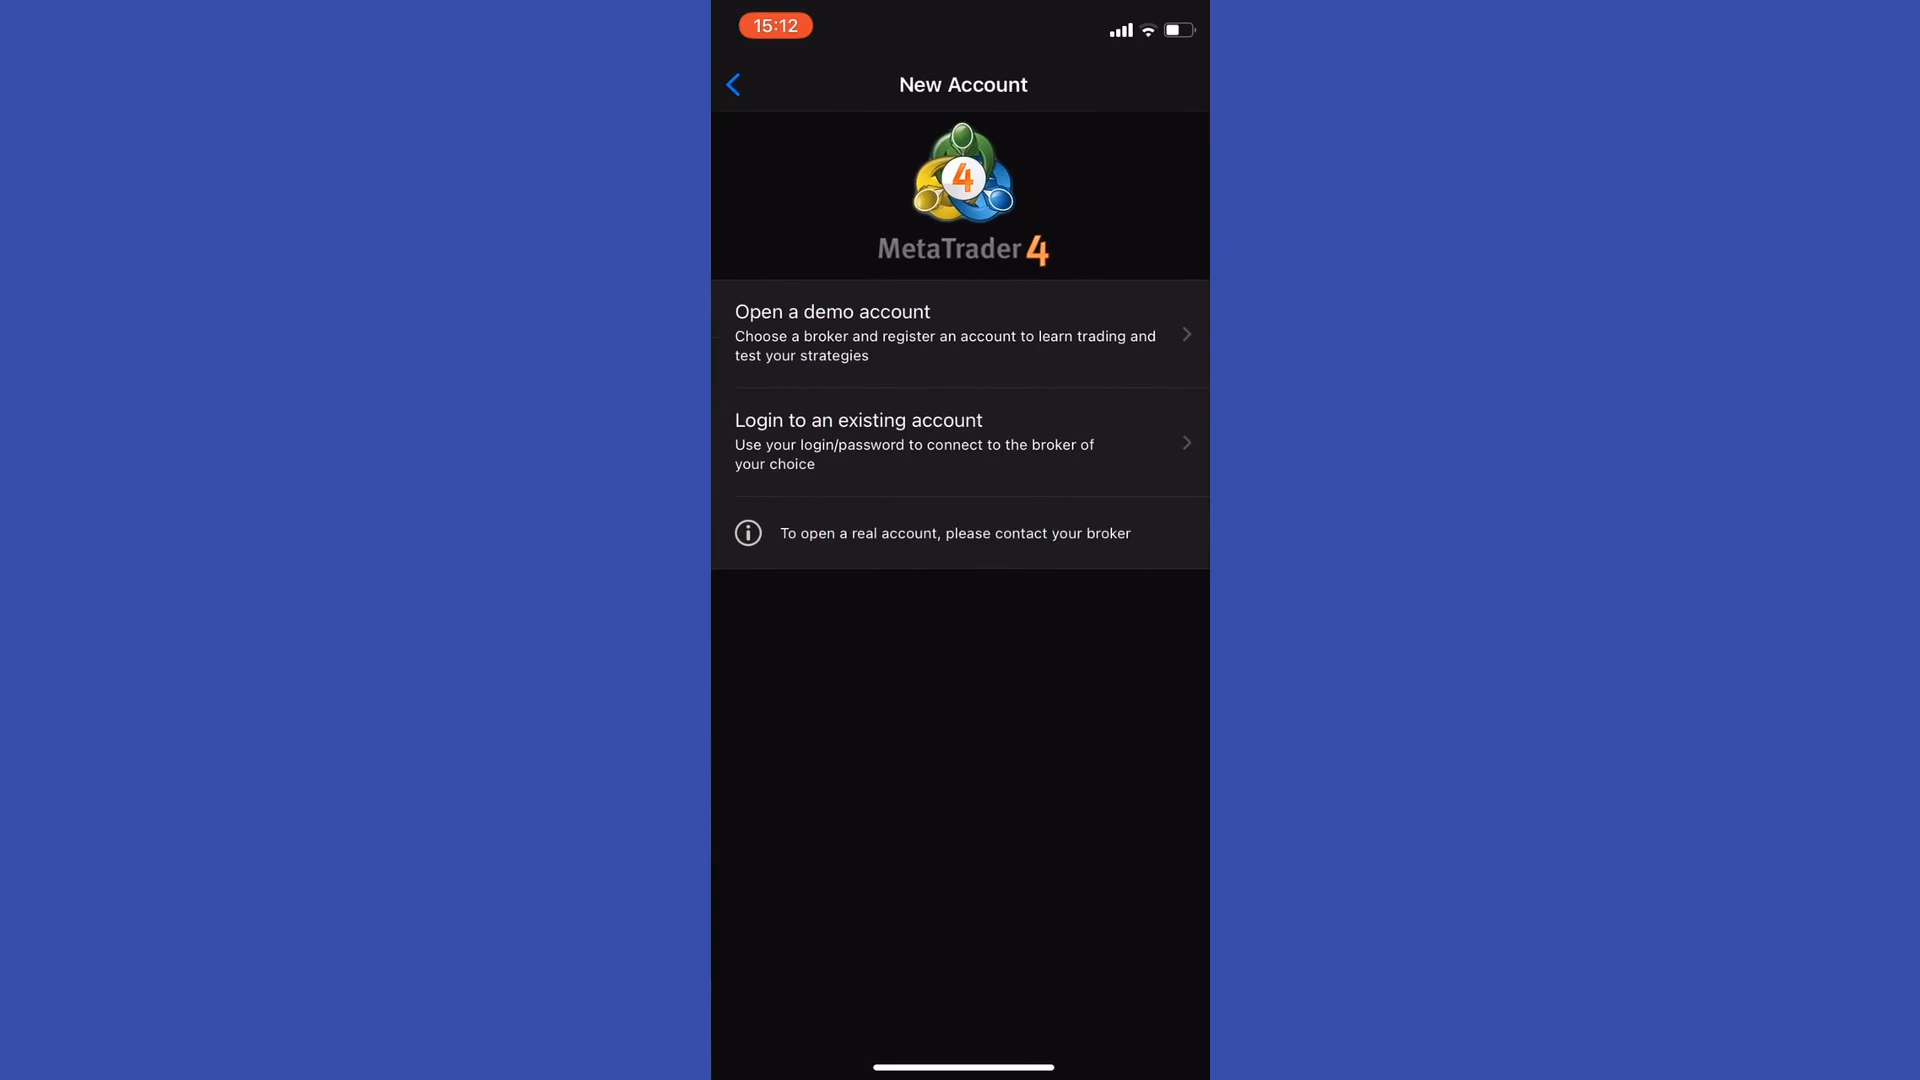 15:12
New Account
4
MetaTrader 4
Open a demo account
Choose a broker and register an account to learn trading and
test your strategies
Login to an existing account
Use your login/password to connect to the broker of
your choice
To open a real account, please contact your broker